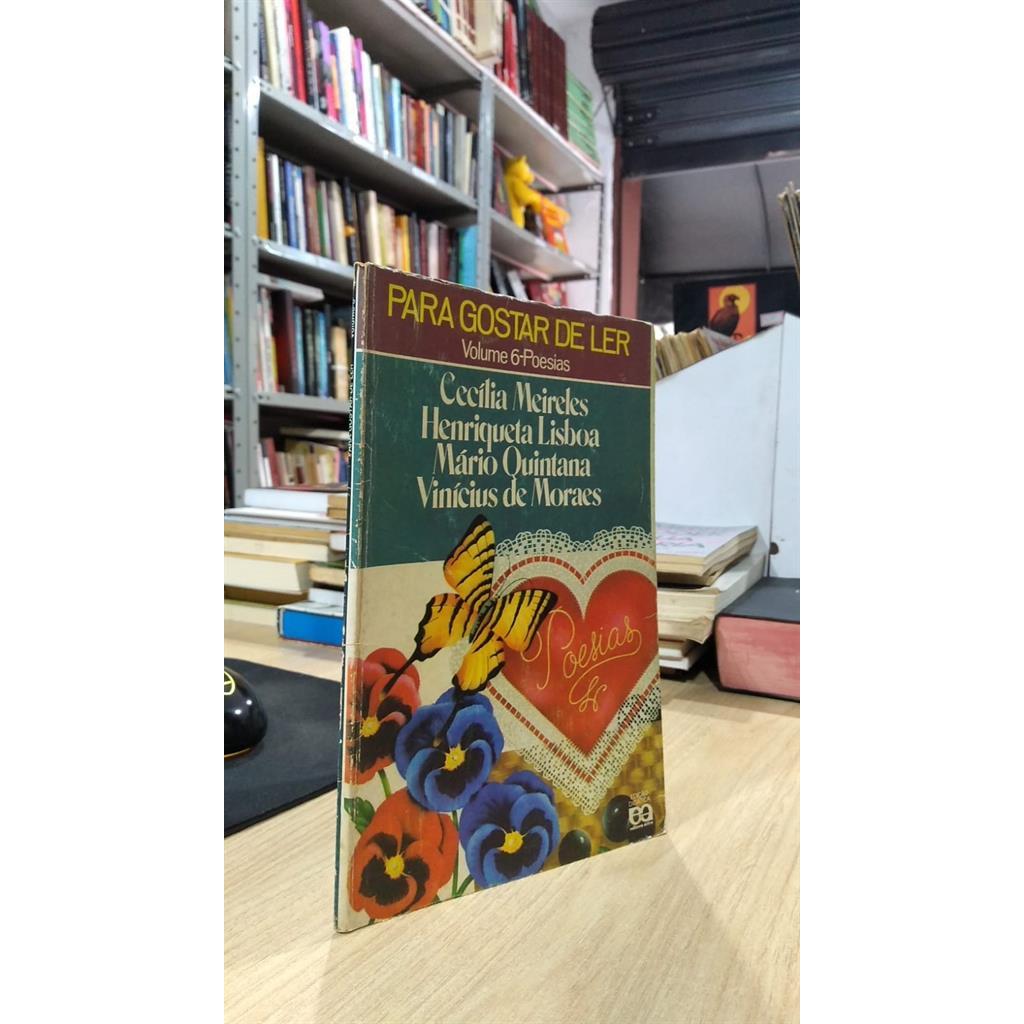 PARA GOSTAR DE LER
Volume 6-Poesias
Cecília Meireles
Henriqueta Lisboa
Mário Quintana
Vinícius de Moraes
Poesias